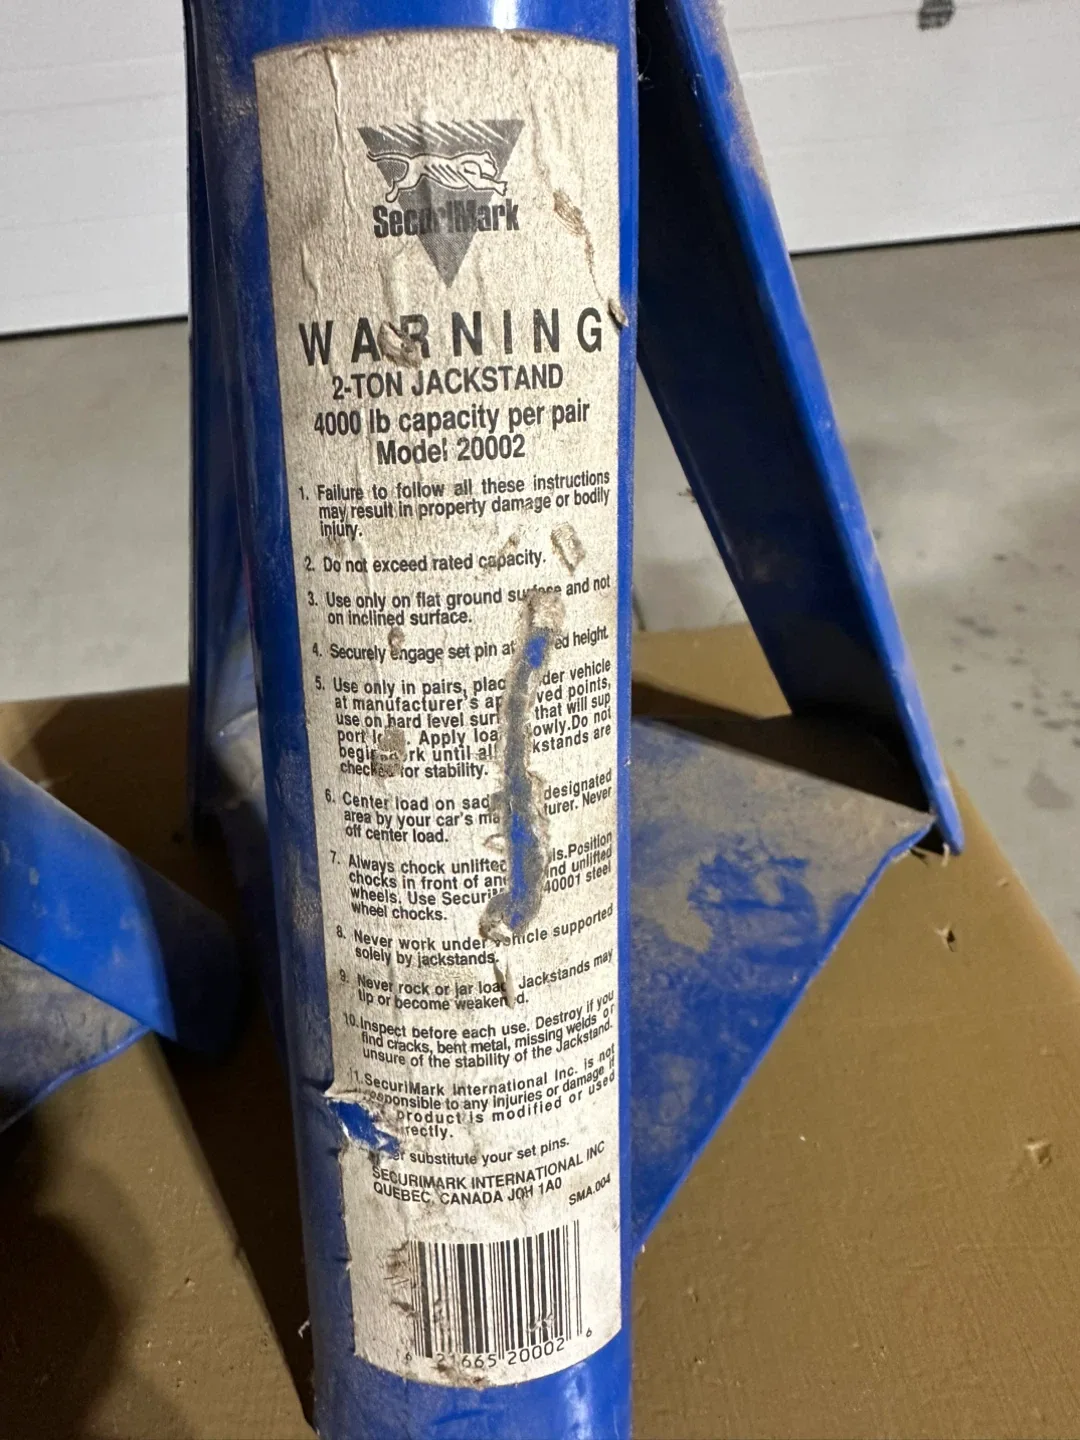 SecuriMark
WARNING
2-TON JACKSTAND
4000 lb capacity per pair
Model 20002
1. Failure to follow all these instructions
may result in property damage or bodily
injury.
2. Do not exceed rated capacity.
3. Use only on flat ground surface and not
on inclined surface.
4. Securely engage set pin at height.
5. Use only in pairs, vehicle
at manufacturer's points,
use on hard level that will sup
port Apply Do not
until are
for stability.
6. Center load on designated
area by your car's Never
off center load.
7. Always chock Position
chocks in front of unlifted
wheels. Use 40001 steel
wheel chocks.
8. Never work under vehicle supported
solely by jackstands.
9. Never rock or jar Jackstands may
tip or become
10. Inspect before each use. Destroy if you
find cracks, bent metal, missing welds or
unsure of the stability of the Jackstand.
11. SecuriMark International Inc. is not
responsible to any injuries or damage if
product is modified or used
substitute your set pins.
SECURIMARK INTERNATIONAL INC
QUEBEC, CANADA J0H 1A0
SMA.004
6 21665 20002 6